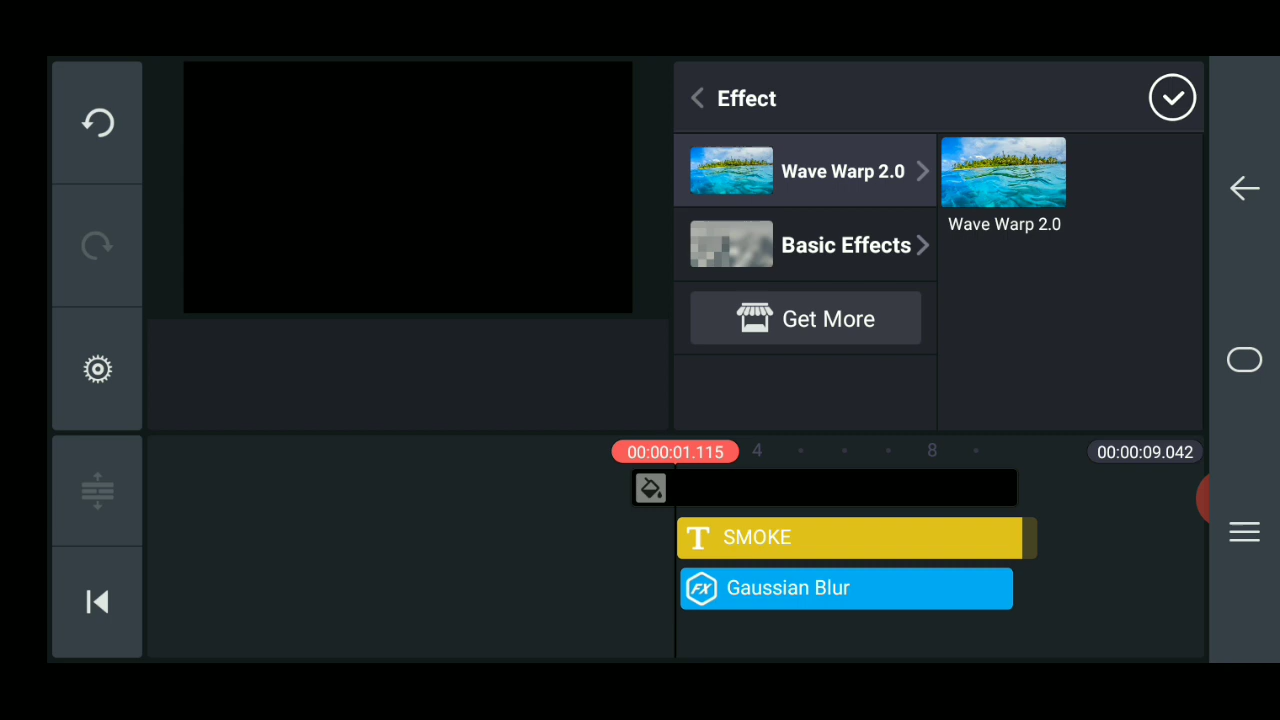 Effect
Wave Warp 2.0
Wave Warp 2.0
Basic Effects
Get More
00:00:01.115
4
8
00:00:09.042
T SMOKE
FX Gaussian Blur